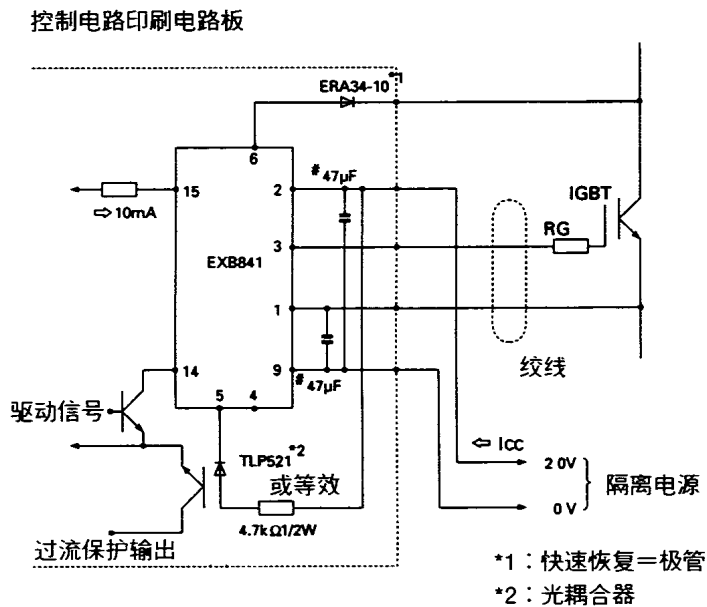 控制电路印刷电路板
ERA34-10*1
6
15
#47μF
2
IGBT
⇨10mA
3
RG
EXB841
1
14
9
#47μF
绞线
5
4
驱动信号
⇦ Icc
TLP521*2
20V
或等效
隔离电源
0V
4.7kΩ1/2W
过流保护输出
*1：快速恢复=极管
*2：光耦合器